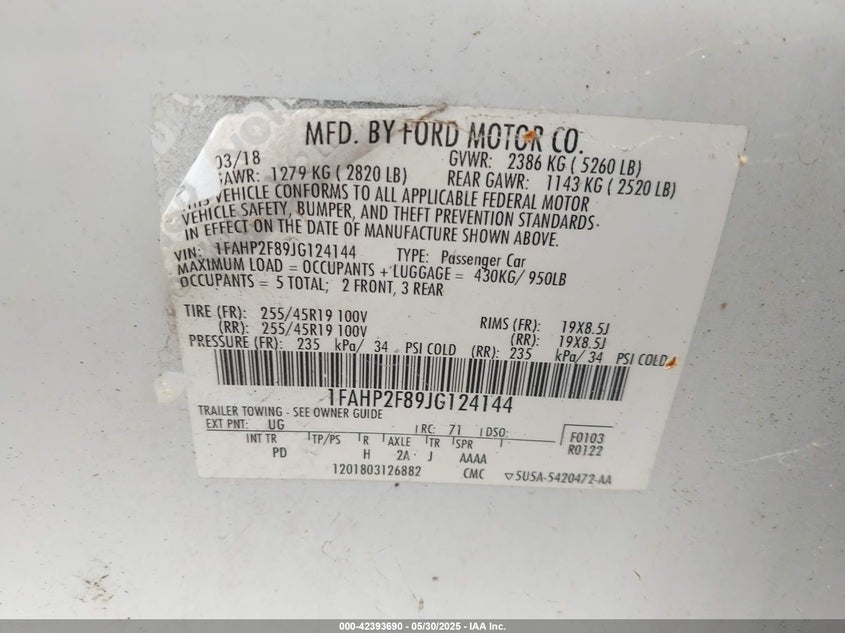 MFD. BY FORD MOTOR CO.
03/18 GVWR: 2386 KG ( 5260 LB)
GAWR: 1279 KG ( 2820 LB) REAR GAWR: 1143 KG ( 2520 LB)
THIS VEHICLE CONFORMS TO ALL APPLICABLE FEDERAL MOTOR
VEHICLE SAFETY, BUMPER, AND THEFT PREVENTION STANDARDS
IN EFFECT ON THE DATE OF MANUFACTURE SHOWN ABOVE.
VIN: 1FAHP2F89JG124144 TYPE: Passenger Car
MAXIMUM LOAD = OCCUPANTS + LUGGAGE = 430KG/ 950LB
OCCUPANTS = 5 TOTAL; 2 FRONT, 3 REAR
TIRE (FR): 255/45R19 100V RIMS (FR): 19X8.5J
(RR): 255/45R19 100V (RR): 19X8.5J
PRESSURE (FR): 235 kPa/ 34 PSI COLD (RR): 235 kPa/ 34 PSI COLD
1FAHP2F89JG124144
TRAILER TOWING - SEE OWNER GUIDE
EXT PNT: UG RC: 71 DSO: F0103
INT TR TP/PS R AXLE TR SPR R0122
PD H 2A J AAAA
1201803126882 CMC ▽5U5A-5420472-AA
000-42393690 - 05/30/2025 - IAA Inc.